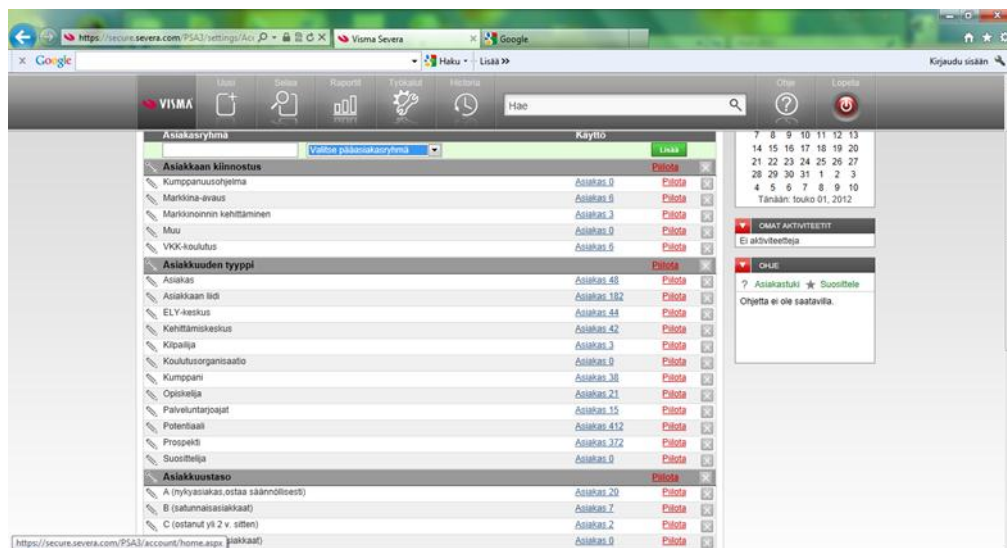 https://secure.severa.com/PSA3/settings/Acc
Visma Severa
Google
x Google
Haku
Lisää »
Kirjaudu sisään
VISMA
Uusi
Selaa
Raportit
Työkalut
Historia
Hae
Ohje
Lopeta
Asiakasryhmä Käyttö
Valitse pääasiakasryhmä Lisää
Asiakkaan kiinnostus Piilota
Kumppanuusohjelma Asiakas 0 Piilota
Markkina-avaus Asiakas 6 Piilota
Markkinoinnin kehittäminen Asiakas 3 Piilota
Muu Asiakas 0 Piilota
VKK-koulutus Asiakas 6 Piilota
Asiakkuuden tyyppi Piilota
Asiakas Asiakas 48 Piilota
Asiakkaan liidi Asiakas 182 Piilota
ELY-keskus Asiakas 44 Piilota
Kehittämiskeskus Asiakas 42 Piilota
Kilpailija Asiakas 3 Piilota
Koulutusorganisaatio Asiakas 0 Piilota
Kumppani Asiakas 38 Piilota
Opiskelija Asiakas 21 Piilota
Palveluntarjoajat Asiakas 15 Piilota
Potentiaali Asiakas 412 Piilota
Prospekti Asiakas 372 Piilota
Suosittelija Asiakas 0 Piilota
Asiakkuustaso Piilota
A (nykyasiakas,ostaa säännöllisesti) Asiakas 20 Piilota
B (satunnaisasiakkaat) Asiakas 7 Piilota
C (ostanut yli 2 v. sitten) Asiakas 2 Piilota
siakkaat) Asiakas 0 Piilota
https://secure.severa.com/PSA3/account/home.aspx
7 8 9 10 11 12 13
14 15 16 17 18 19 20
21 22 23 24 25 26 27
28 29 30 31 1 2 3
4 5 6 7 8 9 10
Tänään: touko 01, 2012
OMAT AKTIVITEETIT
Ei aktiviteetteja
OHJE
? Asiakastuki ★ Suosittele
Ohjetta ei ole saatavilla.